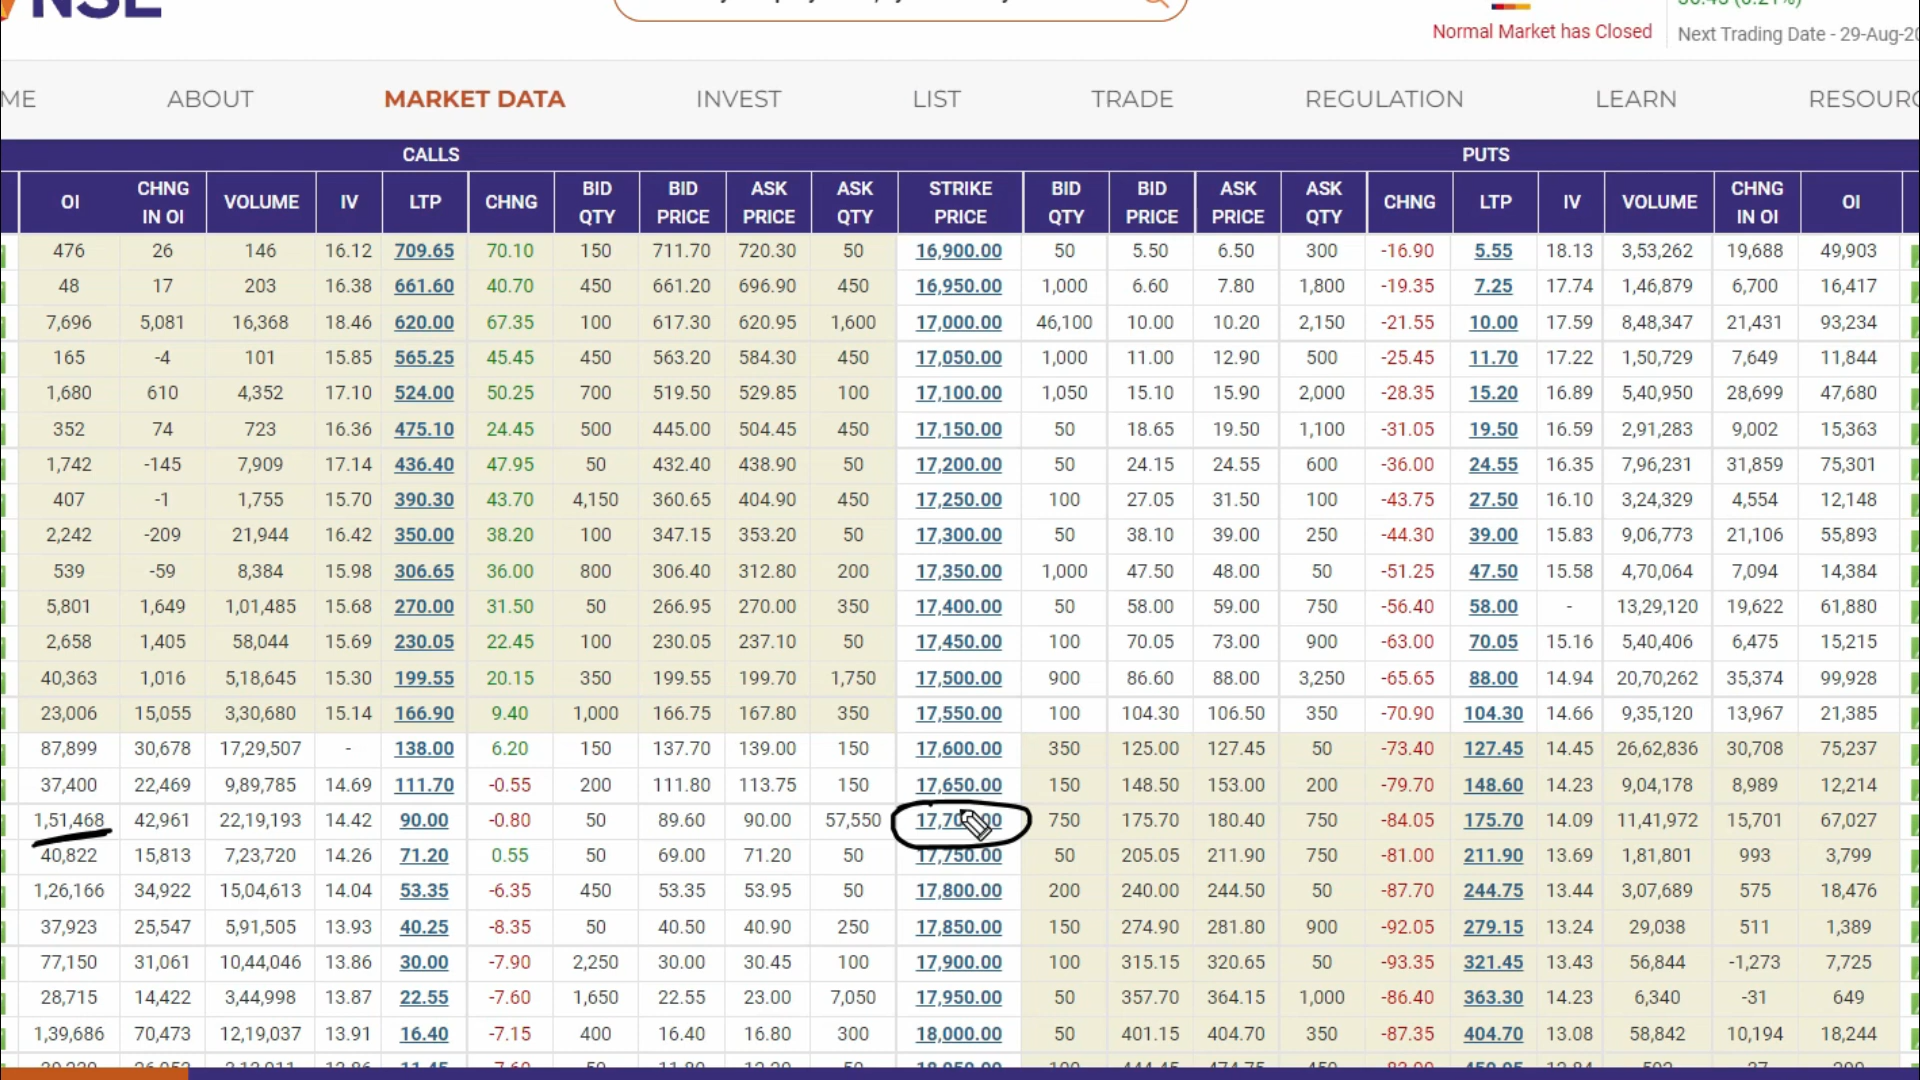 NSE
Normal Market has Closed
Next Trading Date - 29-Aug-20
ME ABOUT MARKET DATA INVEST LIST TRADE REGULATION LEARN RESOURC
CALLS PUTS
OI CHNG IN OI VOLUME IV LTP CHNG BID QTY BID PRICE ASK PRICE ASK QTY STRIKE PRICE BID QTY BID PRICE ASK PRICE ASK QTY CHNG LTP IV VOLUME CHNG IN OI OI
476 26 146 16.12 709.65 70.10 150 711.70 720.30 50 16,900.00 50 5.50 6.50 300 -16.90 5.55 18.13 3,53,262 19,688 49,903
48 17 203 16.38 661.60 40.70 450 661.20 696.90 450 16,950.00 1,000 6.60 7.80 1,800 -19.35 7.25 17.74 1,46,879 6,700 16,417
7,696 5,081 16,368 18.46 620.00 67.35 100 617.30 620.95 1,600 17,000.00 46,100 10.00 10.20 2,150 -21.55 10.00 17.59 8,48,347 21,431 93,234
165 -4 101 15.85 565.25 45.45 450 563.20 584.30 450 17,050.00 1,000 11.00 12.90 500 -25.45 11.70 17.22 1,50,729 7,649 11,844
1,680 610 4,352 17.10 524.00 50.25 700 519.50 529.85 100 17,100.00 1,050 15.10 15.90 2,000 -28.35 15.20 16.89 5,40,950 28,699 47,680
352 74 723 16.36 475.10 24.45 500 445.00 504.45 450 17,150.00 50 18.65 19.50 1,100 -31.05 19.50 16.59 2,91,283 9,002 15,363
1,742 -145 7,909 17.14 436.40 47.95 50 432.40 438.90 50 17,200.00 50 24.15 24.55 600 -36.00 24.55 16.35 7,96,231 31,859 75,301
407 -1 1,755 15.70 390.30 43.70 4,150 360.65 404.90 450 17,250.00 100 27.05 31.50 100 -43.75 27.50 16.10 3,24,329 4,554 12,148
2,242 -209 21,944 16.42 350.00 38.20 100 347.15 353.20 50 17,300.00 50 38.10 39.00 250 -44.30 39.00 15.83 9,06,773 21,106 55,893
539 -59 8,384 15.98 306.65 36.00 800 306.40 312.80 200 17,350.00 1,000 47.50 48.00 50 -51.25 47.50 15.58 4,70,064 7,094 14,384
5,801 1,649 1,01,485 15.68 270.00 31.50 50 266.95 270.00 350 17,400.00 50 58.00 59.00 750 -56.40 58.00 - 13,29,120 19,622 61,880
2,658 1,405 58,044 15.69 230.05 22.45 100 230.05 237.10 50 17,450.00 100 70.05 73.00 900 -63.00 70.05 15.16 5,40,406 6,475 15,215
40,363 1,016 5,18,645 15.30 199.55 20.15 350 199.55 199.70 1,750 17,500.00 900 86.60 88.00 3,250 -65.65 88.00 14.94 20,70,262 35,374 99,928
23,006 15,055 3,30,680 15.14 166.90 9.40 1,000 166.75 167.80 350 17,550.00 100 104.30 106.50 350 -70.90 104.30 14.66 9,35,120 13,967 21,385
87,899 30,678 17,29,507 - 138.00 6.20 150 137.70 139.00 150 17,600.00 350 125.00 127.45 50 -73.40 127.45 14.45 26,62,836 30,708 75,237
37,400 22,469 9,89,785 14.69 111.70 -0.55 200 111.80 113.75 150 17,650.00 150 148.50 153.00 200 -79.70 148.60 14.23 9,04,178 8,989 12,214
1,51,468 42,961 22,19,193 14.42 90.00 -0.80 50 89.60 90.00 57,550 750 175.70 180.40 750 -84.05 175.70 14.09 11,41,972 15,701 67,027
40,822 15,813 7,23,720 14.26 71.20 0.55 50 69.00 71.20 50 17,750.00 50 205.05 211.90 750 -81.00 211.90 13.69 1,81,801 993 3,799
1,26,166 34,922 15,04,613 14.04 53.35 -6.35 450 53.35 53.95 50 17,800.00 200 240.00 244.50 50 -87.70 244.75 13.44 3,07,689 575 18,476
37,923 25,547 5,91,505 13.93 40.25 -8.35 50 40.50 40.90 250 17,850.00 150 274.90 281.80 900 -92.05 279.15 13.24 29,038 511 1,389
77,150 31,061 10,44,046 13.86 30.00 -7.90 2,250 30.00 30.45 100 17,900.00 100 315.15 320.65 50 -93.35 321.45 13.43 56,844 -1,273 7,725
28,715 14,422 3,44,998 13.87 22.55 -7.60 1,650 22.55 23.00 7,050 17,950.00 50 357.70 364.15 1,000 -86.40 363.30 14.23 6,340 -31 649
1,39,686 70,473 12,19,037 13.91 16.40 -7.15 400 16.40 16.80 300 18,000.00 50 401.15 404.70 350 -87.35 404.70 13.08 58,842 10,194 18,244